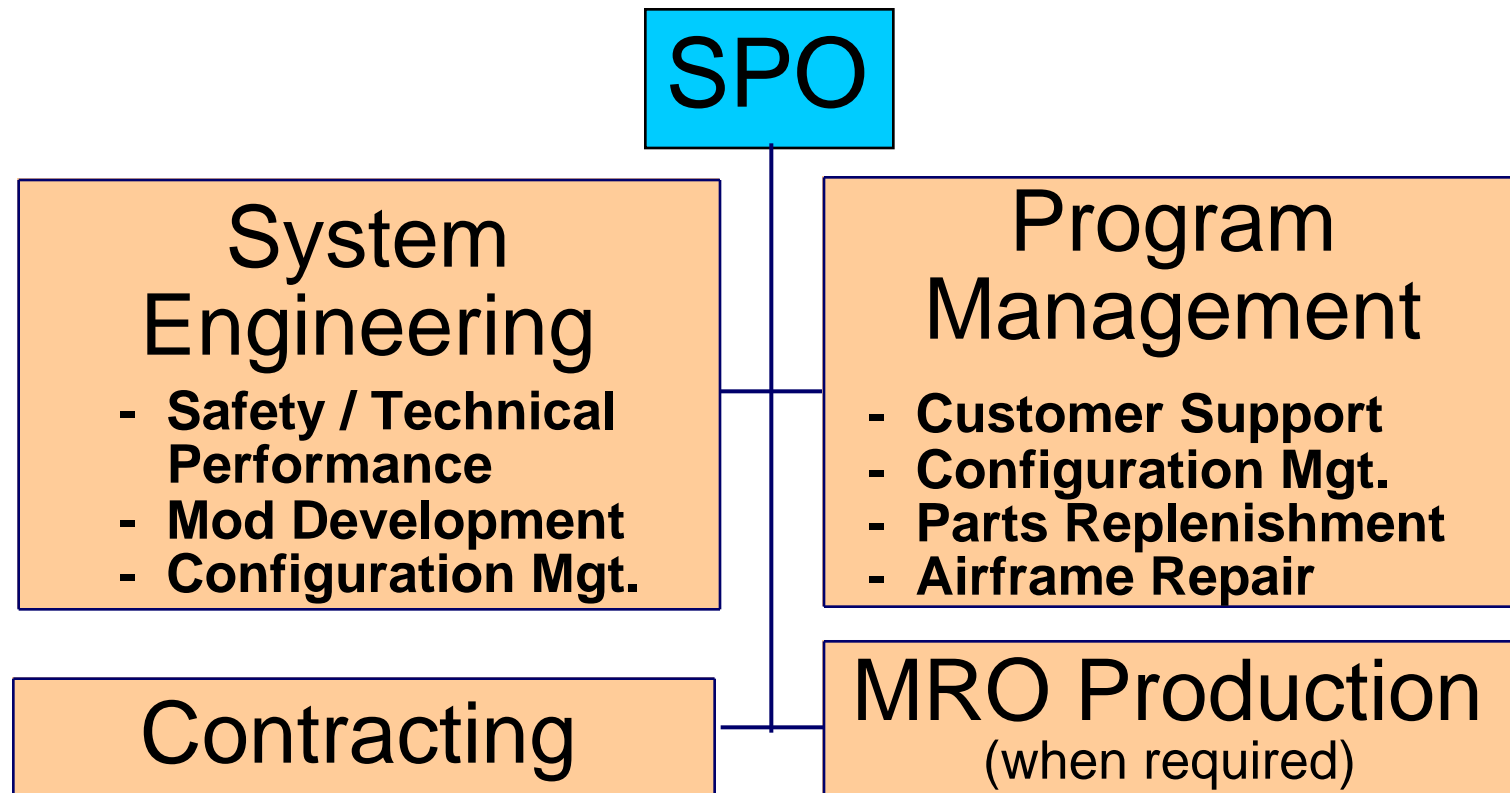 SPO
System
Engineering
- Safety / Technical
Performance
- Mod Development
- Configuration Mgt.
Program
Management
- Customer Support
- Configuration Mgt.
- Parts Replenishment
- Airframe Repair
Contracting
MRO Production
(when required)